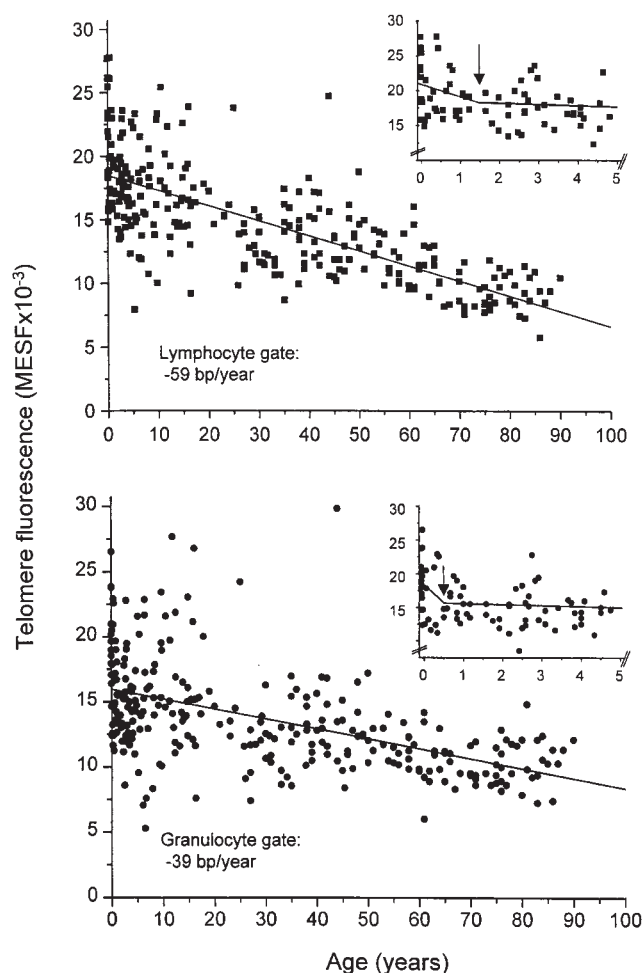 Telomere fluorescence (MESFx10-3)
30
25
20
15
10
5
0
0 10 20 30 40 50 60 70 80 90 100
Lymphocyte gate:
-59 bp/year
30
25
20
15
0 1 2 3 4 5
30
25
20
15
10
5
0
0 10 20 30 40 50 60 70 80 90 100
Granulocyte gate:
-39 bp/year
30
25
20
15
0 1 2 3 4 5
Age (years)